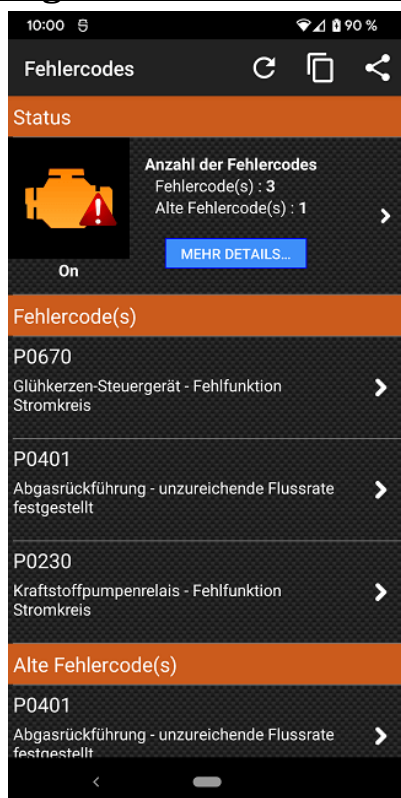 10:00 90 %
Fehlercodes
Status
Anzahl der Fehlercodes
Fehlercode(s) : 3
Alte Fehlercode(s) : 1
MEHR DETAILS...
On
Fehlercode(s)
P0670
Glühkerzen-Steuergerät - Fehlfunktion
Stromkreis
P0401
Abgasrückführung - unzureichende Flussrate
festgestellt
P0230
Kraftstoffpumpenrelais - Fehlfunktion
Stromkreis
Alte Fehlercode(s)
P0401
Abgasrückführung - unzureichende Flussrate
festgestellt